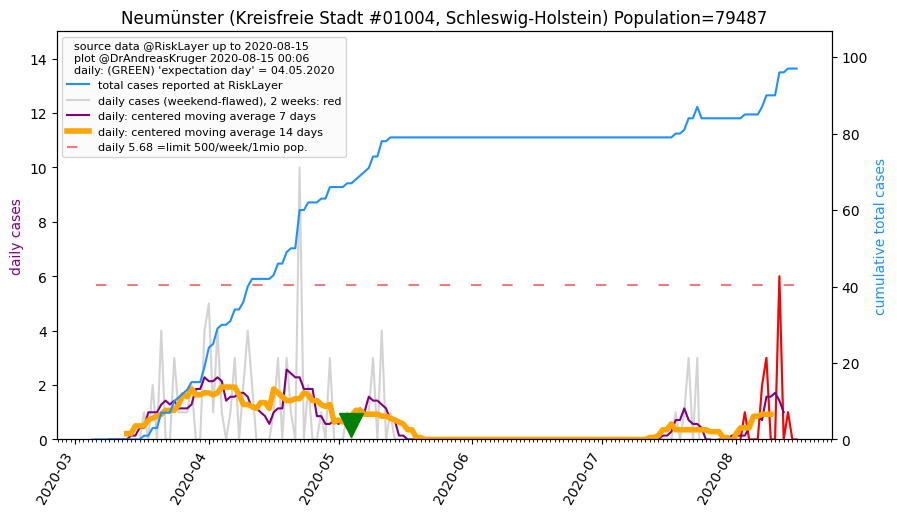 Neumünster (Kreisfreie Stadt #01004, Schleswig-Holstein) Population=79487
source data @RiskLayer up to 2020-08-15
plot @DrAndreasKruger 2020-08-15 00:06
daily: (GREEN) 'expectation day' = 04.05.2020
total cases reported at RiskLayer
daily cases (weekend-flawed), 2 weeks: red
daily: centered moving average 7 days
daily: centered moving average 14 days
daily 5.68 =limit 500/week/1mio pop.
daily cases
14
12
10
8
6
4
2
0
100
80
60
40
20
0
cumulative total cases
2020-03
2020-04
2020-05
2020-06
2020-07
2020-08